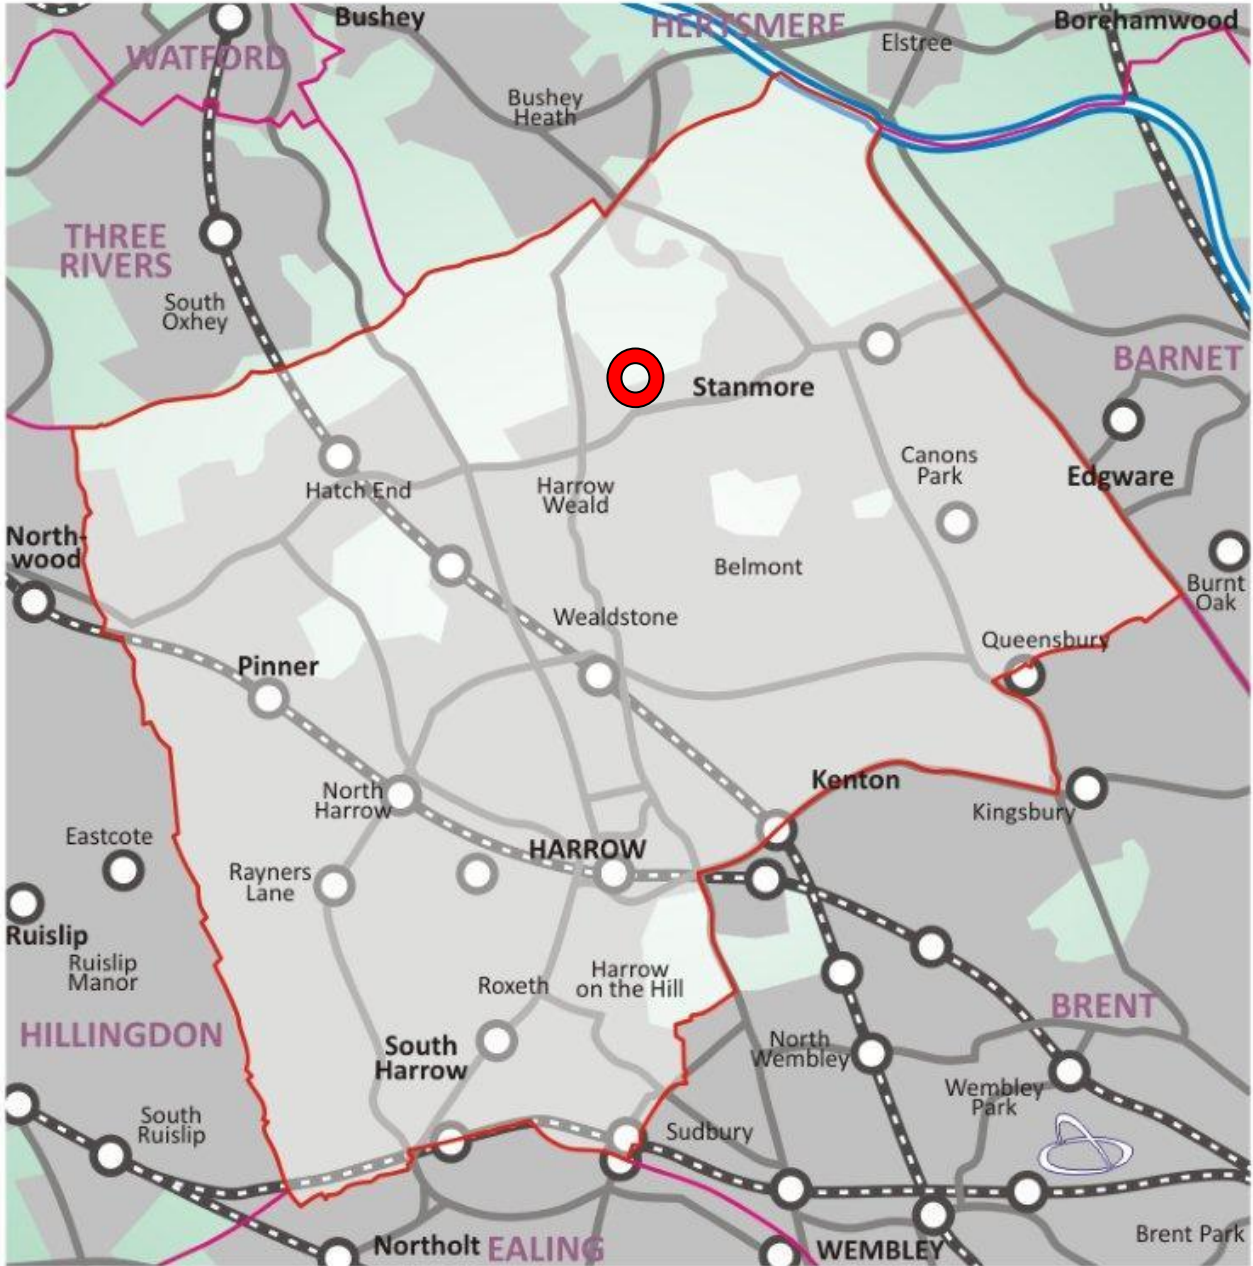 Bushey
HERTSMERE
Borehamwood
Elstree
WATFORD
Bushey
Heath
THREE
RIVERS
South
Oxhey
BARNET
Stanmore
Edgware
Canons
Park
Hatch End
Harrow
Weald
North-
wood
Belmont
Burnt
Oak
Wealdstone
Queensbury
Pinner
Kenton
North
Harrow
Kingsbury
Eastcote
HARROW
Rayners
Lane
Ruislip
Ruislip
Manor
Harrow
on the Hill
Roxeth
BRENT
HILLINGDON
South
Harrow
North
Wembley
Wembley
Park
South
Ruislip
Sudbury
Brent Park
Northolt
EALING
WEMBLEY